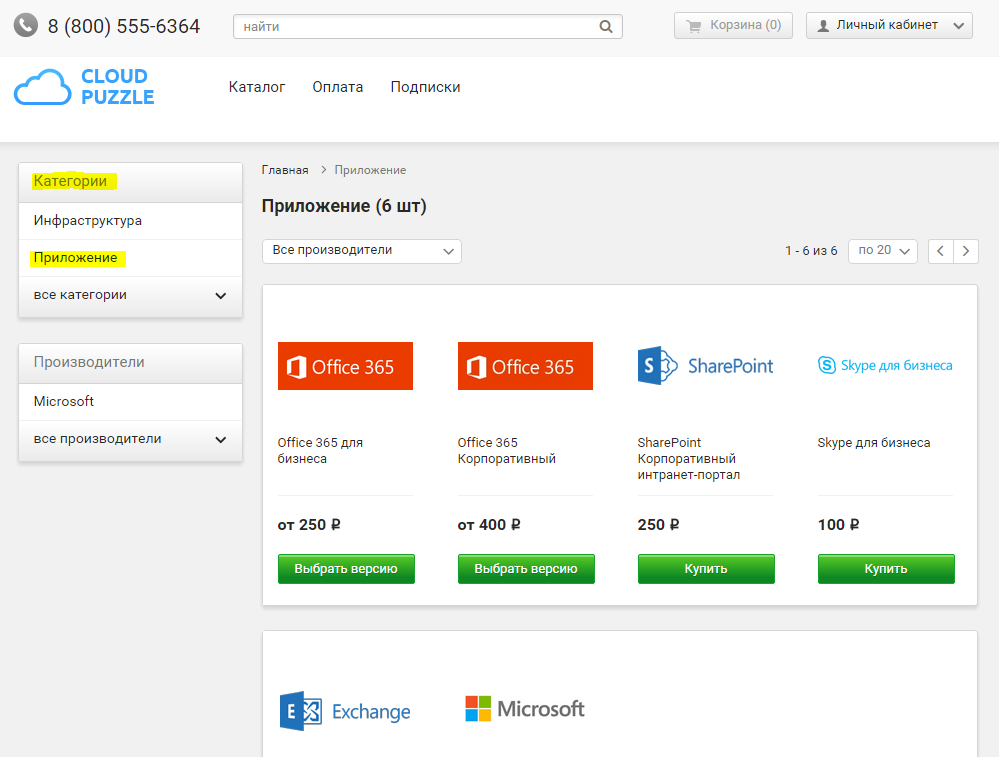 8 (800) 555-6364
найти
Корзина (0)
Личный кабинет
CLOUD
PUZZLE
Каталог
Оплата
Подписки
Категории
Инфраструктура
Приложение
все категории
Производители
Microsoft
все производители
Главная
Приложение
Приложение (6 шт)
Все производители
1 - 6 из 6
по 20
Office 365
Office 365 для
бизнеса
от 250 ₽
Выбрать версию
Office 365
Office 365
Корпоративный
от 400 ₽
Выбрать версию
S
SharePoint
SharePoint
Корпоративный
интранет-портал
250 ₽
Купить
S
Skype для бизнеса
Skype для бизнеса
100 ₽
Купить
E
Exchange
Microsoft